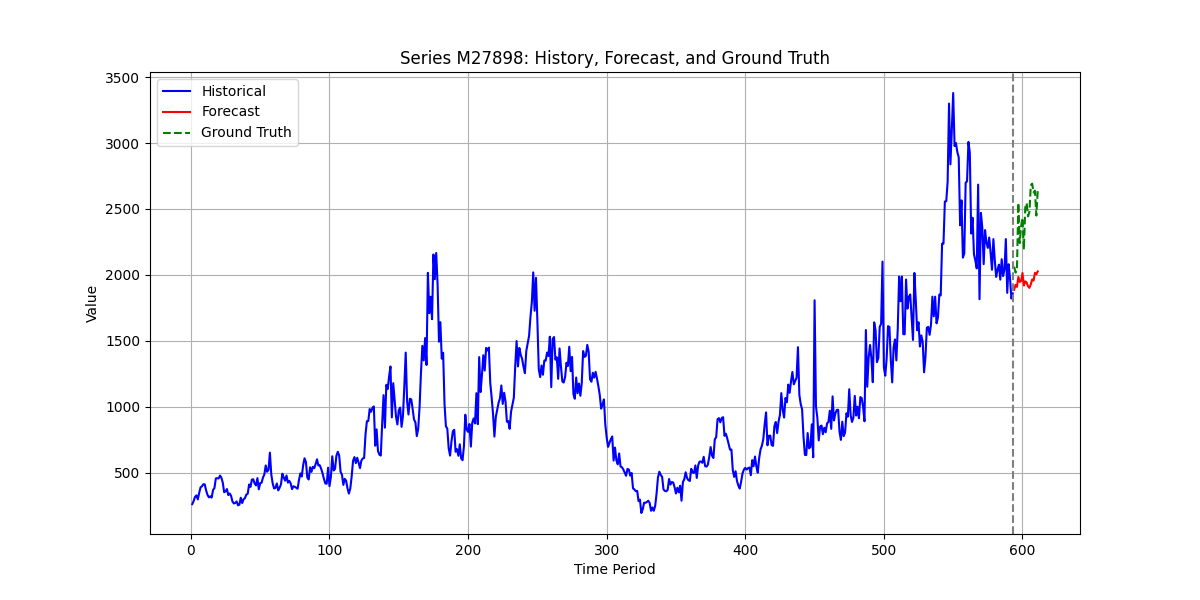 Series M27898: History, Forecast, and Ground Truth
3500
3000
2500
2000
1500
1000
500
Value
Historical
Forecast
Ground Truth
0 100 200 300 400 500 600
Time Period